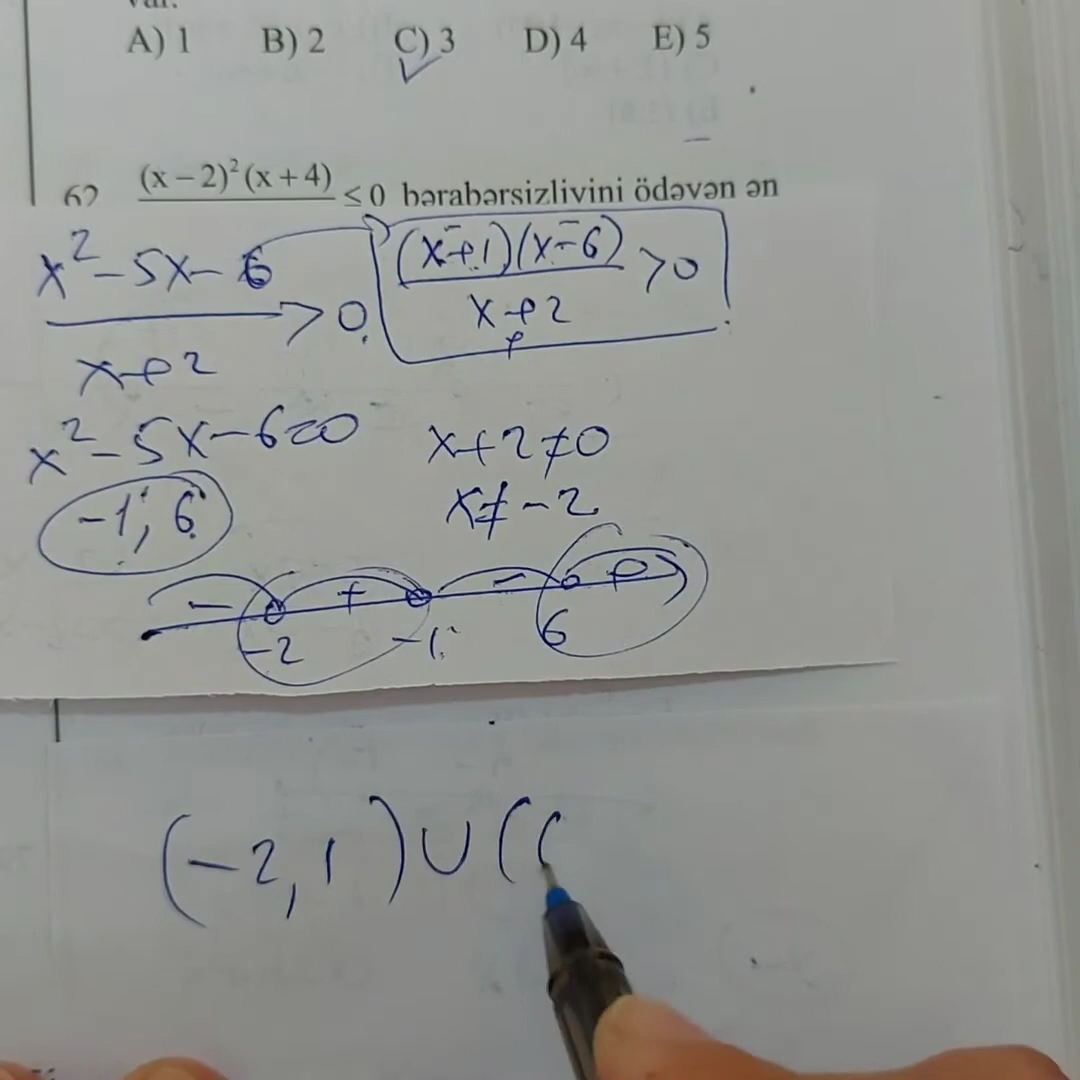 A) 1 B) 2 C) 3 D) 4 E) 5
(x – 2)² (x + 4) ≤ 0 bərabərsizliyini ödəyən ən
x² - 5x - 6 / x + 2 > 0
(x+1)(x-6) / x + 2 > 0
x² - 5x - 6 = 0 x + 2 ≠ 0
-1; 6 x ≠ -2
- + - +
-2 -1 6
(-2, 1) ∪ (